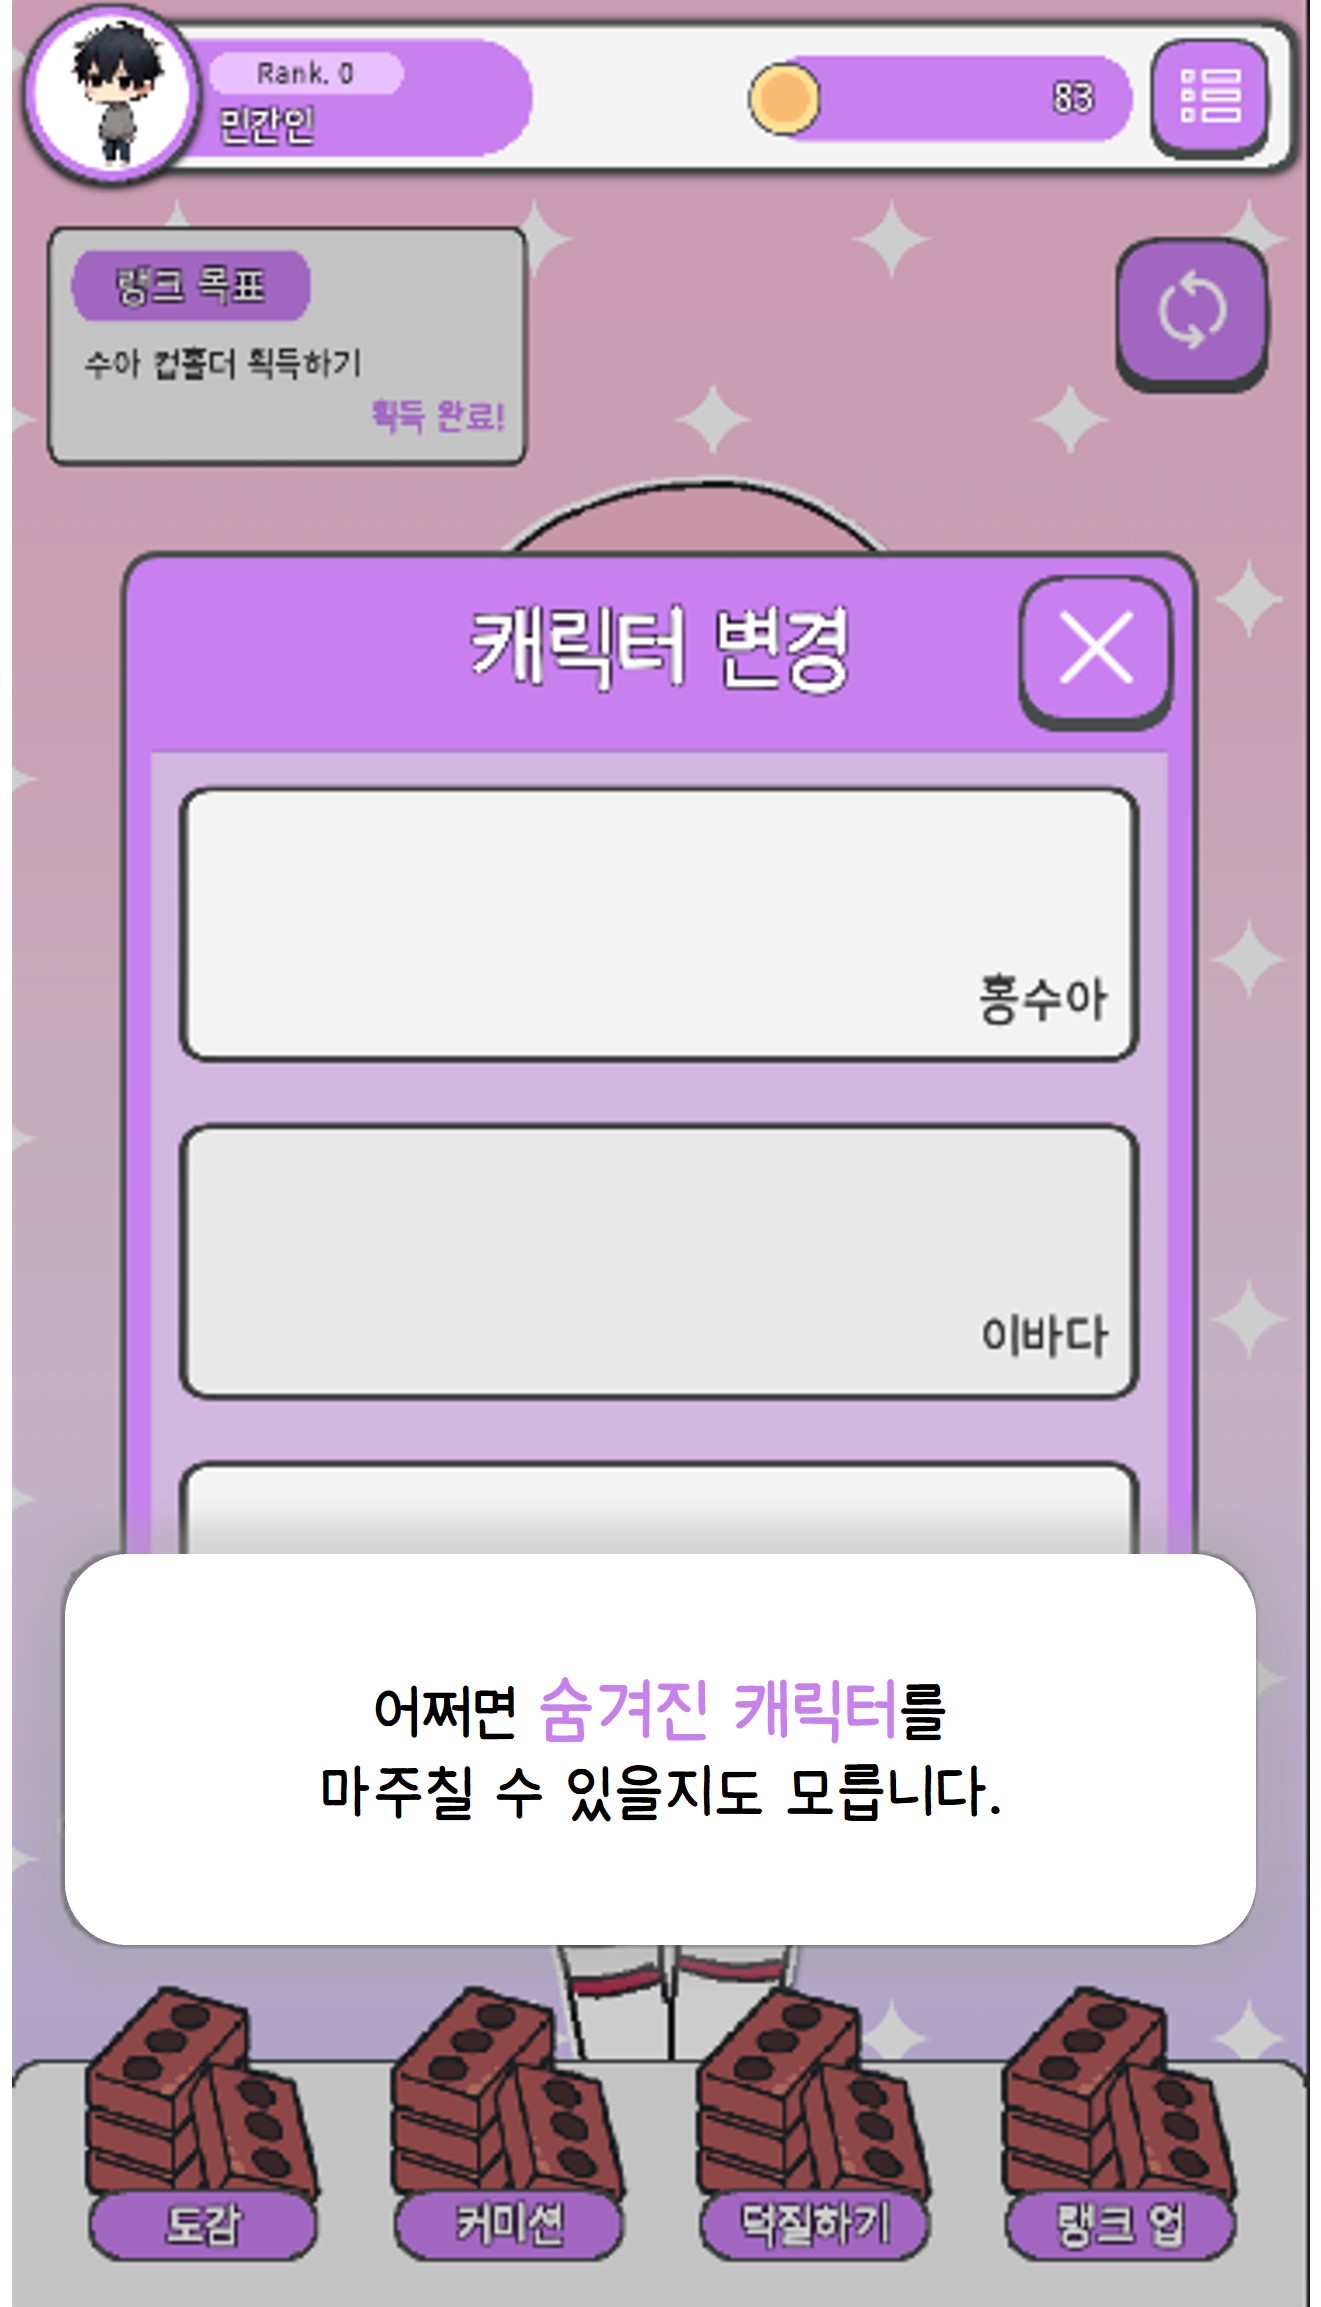 Rank. 0
민간인
83
랭크 목표
수아 컵홀더 획득하기
획득 완료!
캐릭터 변경
홍수아
이바다
어쩌면 숨겨진 캐릭터를
마주칠 수 있을지도 모릅니다.
도감
커미션
덕질하기
랭크 업